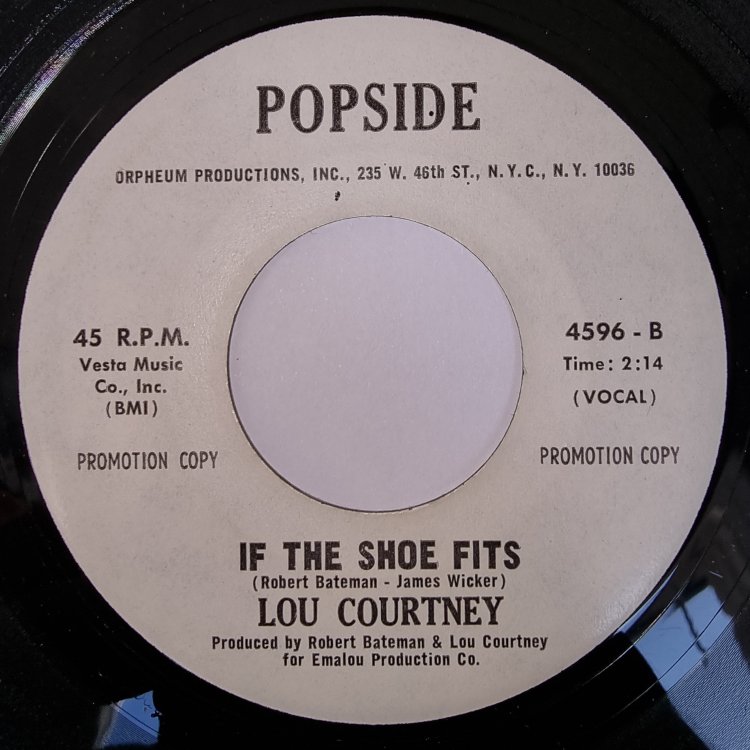 POPSIDE
ORPHEUM PRODUCTIONS, INC., 235 W. 46th ST., N.Y.C., N.Y. 10036
45 R.P.M.
Vesta Music
Co., Inc.
(BMI)
PROMOTION COPY
4596 - B
Time: 2:14
(VOCAL)
PROMOTION COPY
IF THE SHOE FITS
(Robert Bateman - James Wicker)
LOU COURTNEY
Produced by Robert Bateman & Lou Courtney
for Emalou Production Co.